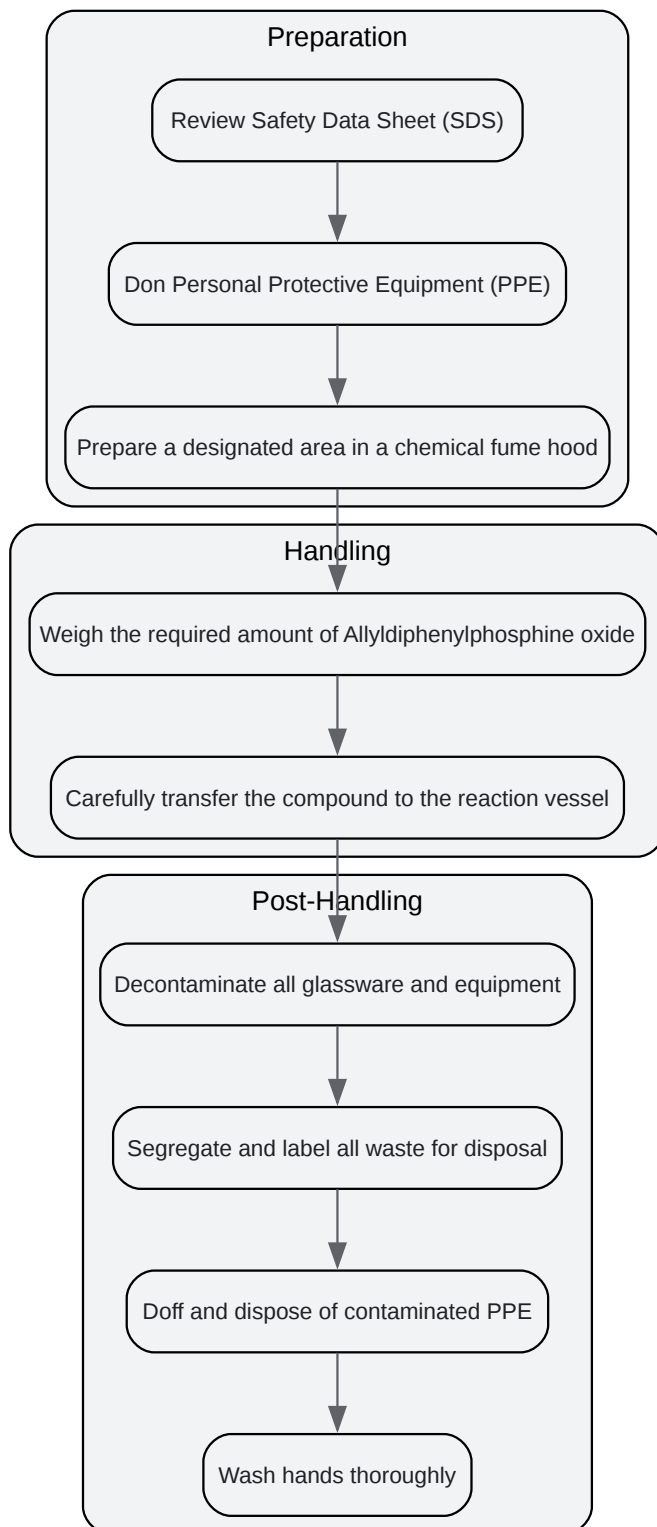 Preparation
Review Safety Data Sheet (SDS)
Don Personal Protective Equipment (PPE)
Prepare a designated area in a chemical fume hood
Handling
Weigh the required amount of Allyldiphenylphosphine oxide
Carefully transfer the compound to the reaction vessel
Post-Handling
Decontaminate all glassware and equipment
Segregate and label all waste for disposal
Doff and dispose of contaminated PPE
Wash hands thoroughly